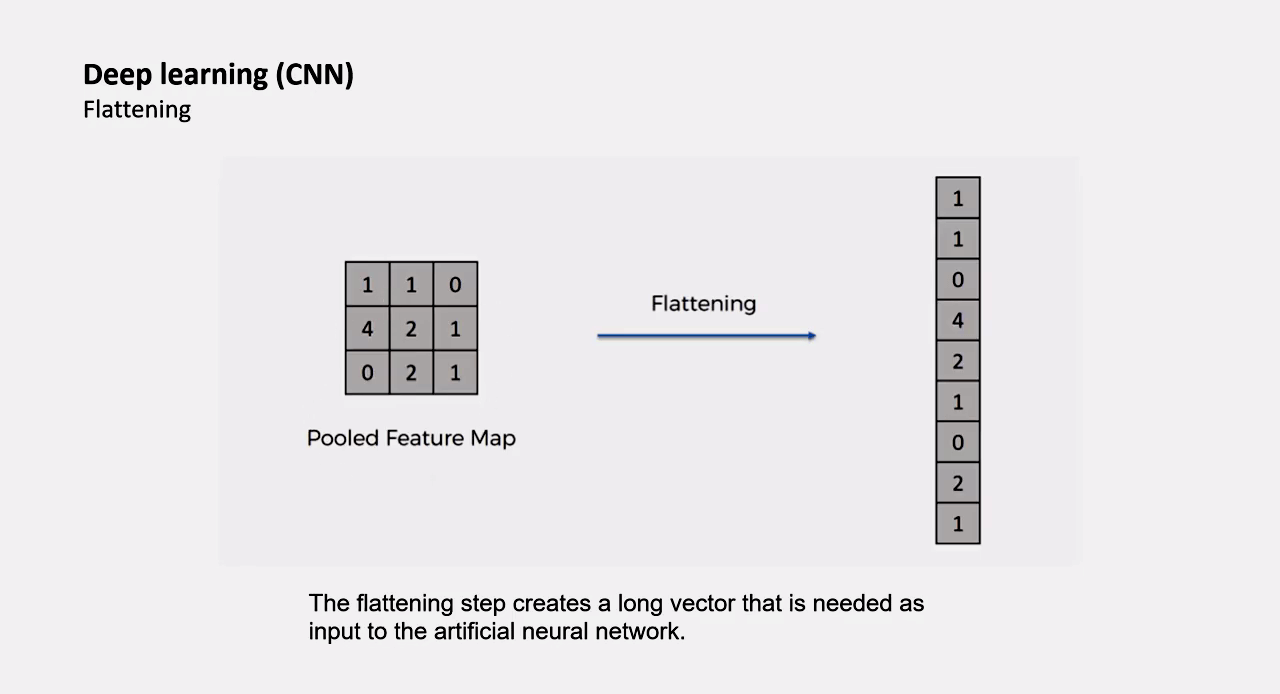 Deep learning (CNN)
Flattening
1 1 0
4 2 1
0 2 1
Pooled Feature Map
Flattening
1
1
0
4
2
1
0
2
1
The flattening step creates a long vector that is needed as
input to the artificial neural network.